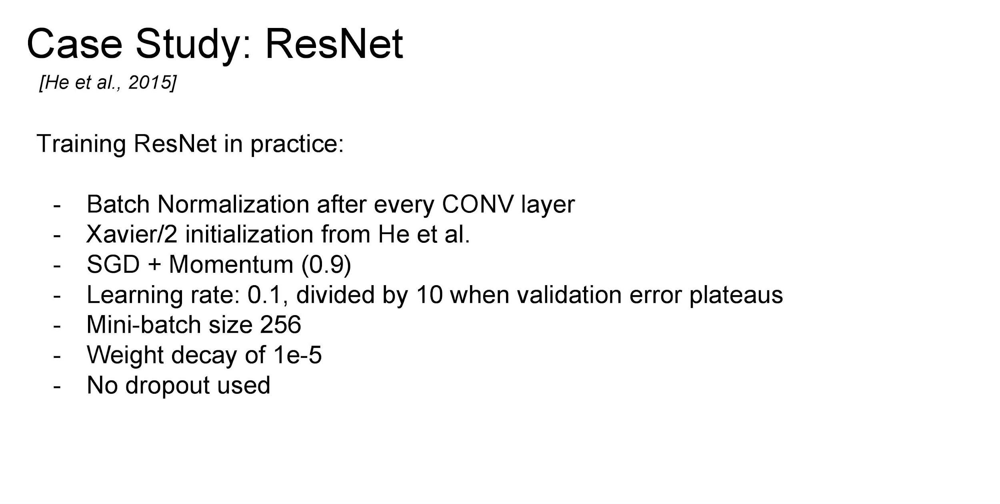 Case Study: ResNet
[He et al., 2015]
Training ResNet in practice:
- Batch Normalization after every CONV layer
- Xavier/2 initialization from He et al.
- SGD + Momentum (0.9)
- Learning rate: 0.1, divided by 10 when validation error plateaus
- Mini-batch size 256
- Weight decay of 1e-5
- No dropout used